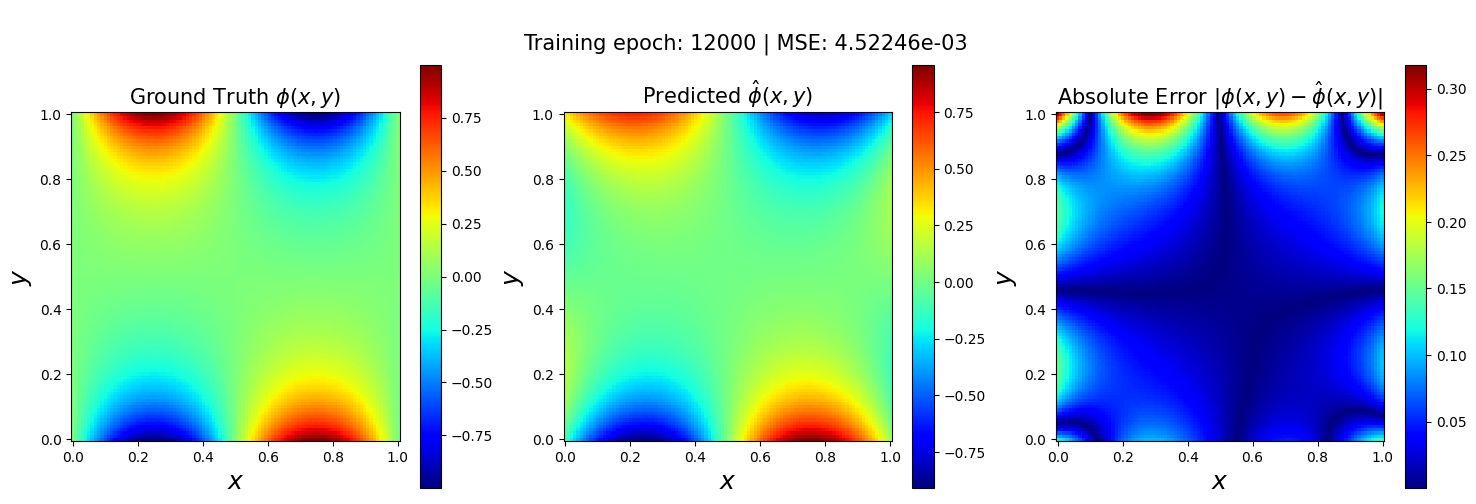 Training epoch: 12000 | MSE: 4.52246e-03
Ground Truth ϕ(x, y)
Predicted ϕ̂(x, y)
Absolute Error |ϕ(x, y) − ϕ̂(x, y)|
1.0
0.8
0.6
0.4
0.2
0.0
y
0.0 0.2 0.4 0.6 0.8 1.0
x
0.75
0.50
0.25
0.00
−0.25
−0.50
−0.75
1.0
0.8
0.6
0.4
0.2
0.0
y
0.0 0.2 0.4 0.6 0.8 1.0
x
0.75
0.50
0.25
0.00
−0.25
−0.50
−0.75
1.0
0.8
0.6
0.4
0.2
0.0
y
0.0 0.2 0.4 0.6 0.8 1.0
x
0.30
0.25
0.20
0.15
0.10
0.05